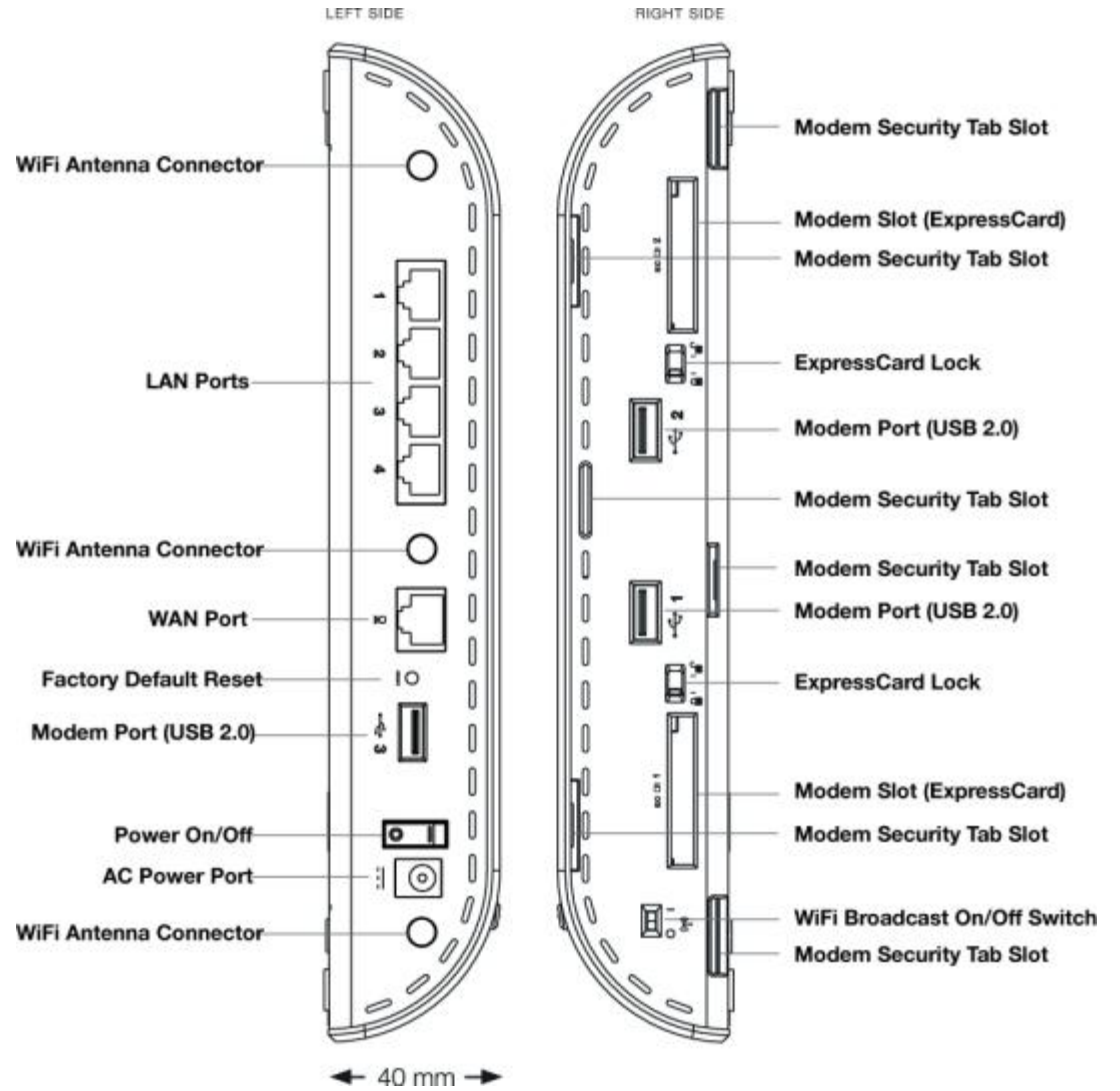 LEFT SIDE
WiFi Antenna Connector
1
2
LAN Ports
3
4
WiFi Antenna Connector
WAN Port
Factory Default Reset
Modem Port (USB 2.0)
3
Power On/Off
AC Power Port
WiFi Antenna Connector
40 mm
RIGHT SIDE
Modem Security Tab Slot
Modem Slot (ExpressCard)
2
Modem Security Tab Slot
ExpressCard Lock
2
Modem Port (USB 2.0)
Modem Security Tab Slot
Modem Security Tab Slot
1
Modem Port (USB 2.0)
ExpressCard Lock
1
Modem Slot (ExpressCard)
Modem Security Tab Slot
WiFi Broadcast On/Off Switch
Modem Security Tab Slot